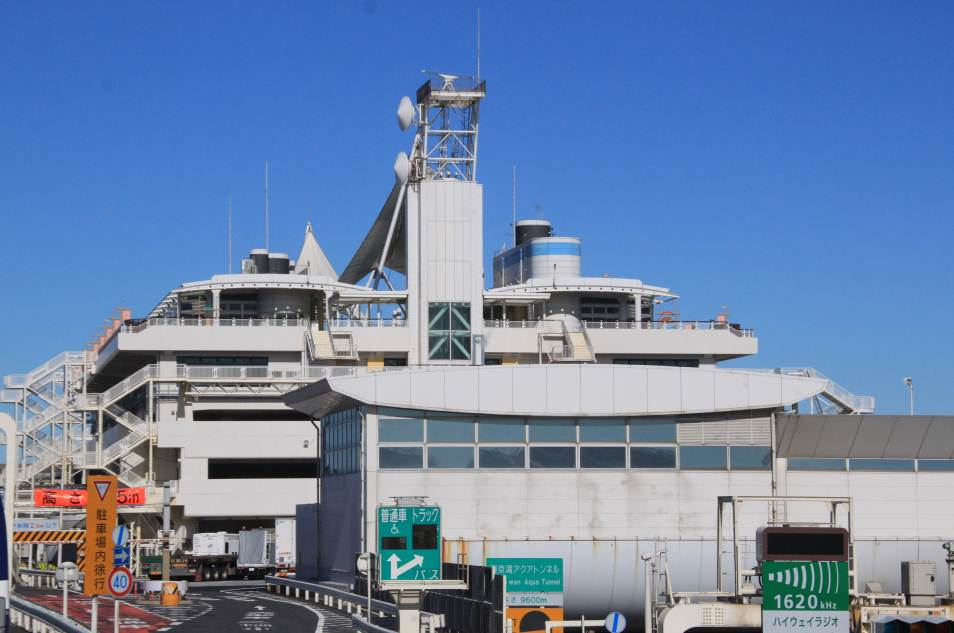 高さ
5m
駐車場内徐行
40
普通車 トラック
バス
東京湾アクアトンネル
wan Aqua Tunnel
9600m
1620kHz
ハイウェイラジオ